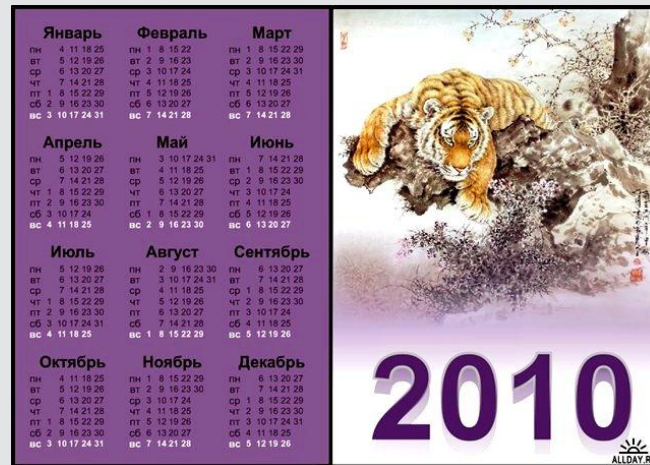 Январь
пн 4 11 18 25
вт 5 12 19 26
ср 6 13 20 27
чт 7 14 21 28
пт 1 8 15 22 29
сб 2 9 16 23 30
вс 3 10 17 24 31
Февраль
пн 1 8 15 22
вт 2 9 16 23
ср 3 10 17 24
чт 4 11 18 25
пт 5 12 19 26
сб 6 13 20 27
вс 7 14 21 28
Март
пн 1 8 15 22 29
вт 2 9 16 23 30
ср 3 10 17 24 31
чт 4 11 18 25
пт 5 12 19 26
сб 6 13 20 27
вс 7 14 21 28
Апрель
пн 5 12 19 26
вт 6 13 20 27
ср 7 14 21 28
чт 1 8 15 22 29
пт 2 9 16 23 30
сб 3 10 17 24
вс 4 11 18 25
Май
пн 3 10 17 24 31
вт 4 11 18 25
ср 5 12 19 26
чт 6 13 20 27
пт 7 14 21 28
сб 1 8 15 22 29
вс 2 9 16 23 30
Июнь
пн 7 14 21 28
вт 1 8 15 22 29
ср 2 9 16 23 30
чт 3 10 17 24
пт 4 11 18 25
сб 5 12 19 26
вс 6 13 20 27
Июль
пн 5 12 19 26
вт 6 13 20 27
ср 7 14 21 28
чт 1 8 15 22 29
пт 2 9 16 23 30
сб 3 10 17 24 31
вс 4 11 18 25
Август
пн 2 9 16 23 30
вт 3 10 17 24 31
ср 4 11 18 25
чт 5 12 19 26
пт 6 13 20 27
сб 7 14 21 28
вс 1 8 15 22 29
Сентябрь
пн 6 13 20 27
вт 7 14 21 28
ср 1 8 15 22 29
чт 2 9 16 23 30
пт 3 10 17 24
сб 4 11 18 25
вс 5 12 19 26
Октябрь
пн 4 11 18 25
вт 5 12 19 26
ср 6 13 20 27
чт 7 14 21 28
пт 1 8 15 22 29
сб 2 9 16 23 30
вс 3 10 17 24 31
Ноябрь
пн 1 8 15 22 29
вт 2 9 16 23 30
ср 3 10 17 24
чт 4 11 18 25
пт 5 12 19 26
сб 6 13 20 27
вс 7 14 21 28
Декабрь
пн 6 13 20 27
вт 7 14 21 28
ср 1 8 15 22 29
чт 2 9 16 23 30
пт 3 10 17 24 31
сб 4 11 18 25
вс 5 12 19 26
2010
ALLDAY.R